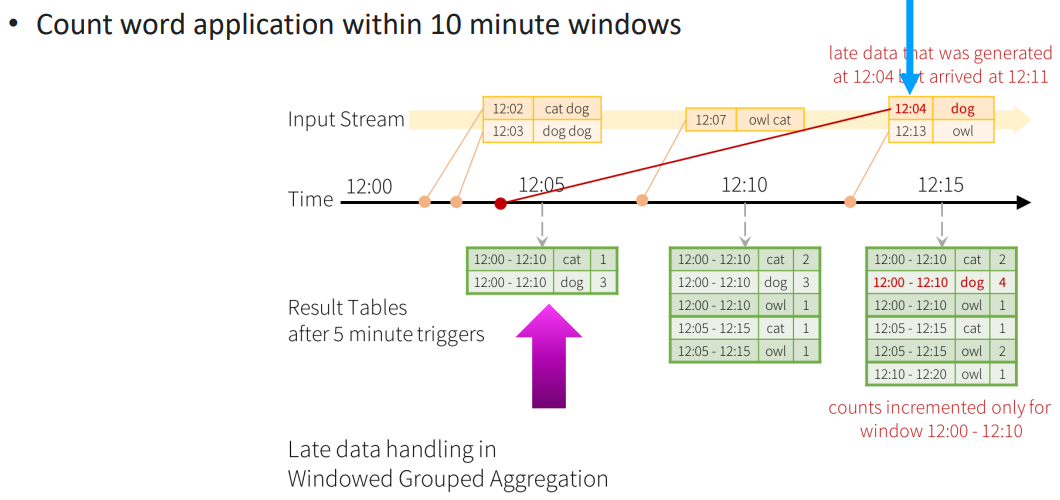 • Count word application within 10 minute windows
late data that was generated
at 12:04 but arrived at 12:11
Input Stream
12:02 cat dog
12:03 dog dog
12:07 owl cat
12:04 dog
12:13 owl
Time
12:00
12:05
12:10
12:15
Result Tables
after 5 minute triggers
12:00 - 12:10 cat 1
12:00 - 12:10 dog 3
12:00 - 12:10 cat 2
12:00 - 12:10 dog 3
12:00 - 12:10 owl 1
12:05 - 12:15 cat 1
12:05 - 12:15 owl 1
12:00 - 12:10 cat 2
12:00 - 12:10 dog 4
12:00 - 12:10 owl 1
12:05 - 12:15 cat 1
12:05 - 12:15 owl 2
12:10 - 12:20 owl 1
counts incremented only for
window 12:00 - 12:10
Late data handling in
Windowed Grouped Aggregation